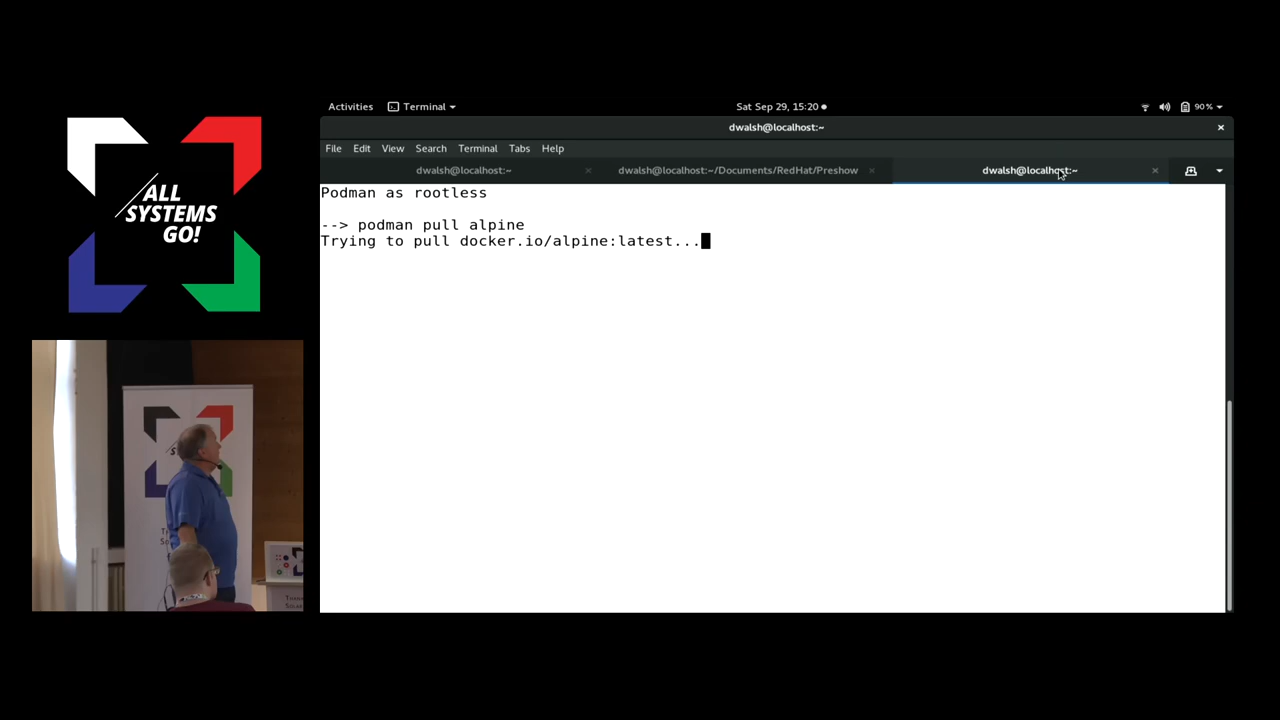 ALL
SYSTEMS
GO!
Activities Terminal Sat Sep 29, 15:20 90%
dwalsh@localhost:~
File Edit View Search Terminal Tabs Help
dwalsh@localhost:~ dwalsh@localhost:~/Documents/RedHat/Preshow dwalsh@localhost:~
Podman as rootless
--> podman pull alpine
Trying to pull docker.io/alpine:latest...